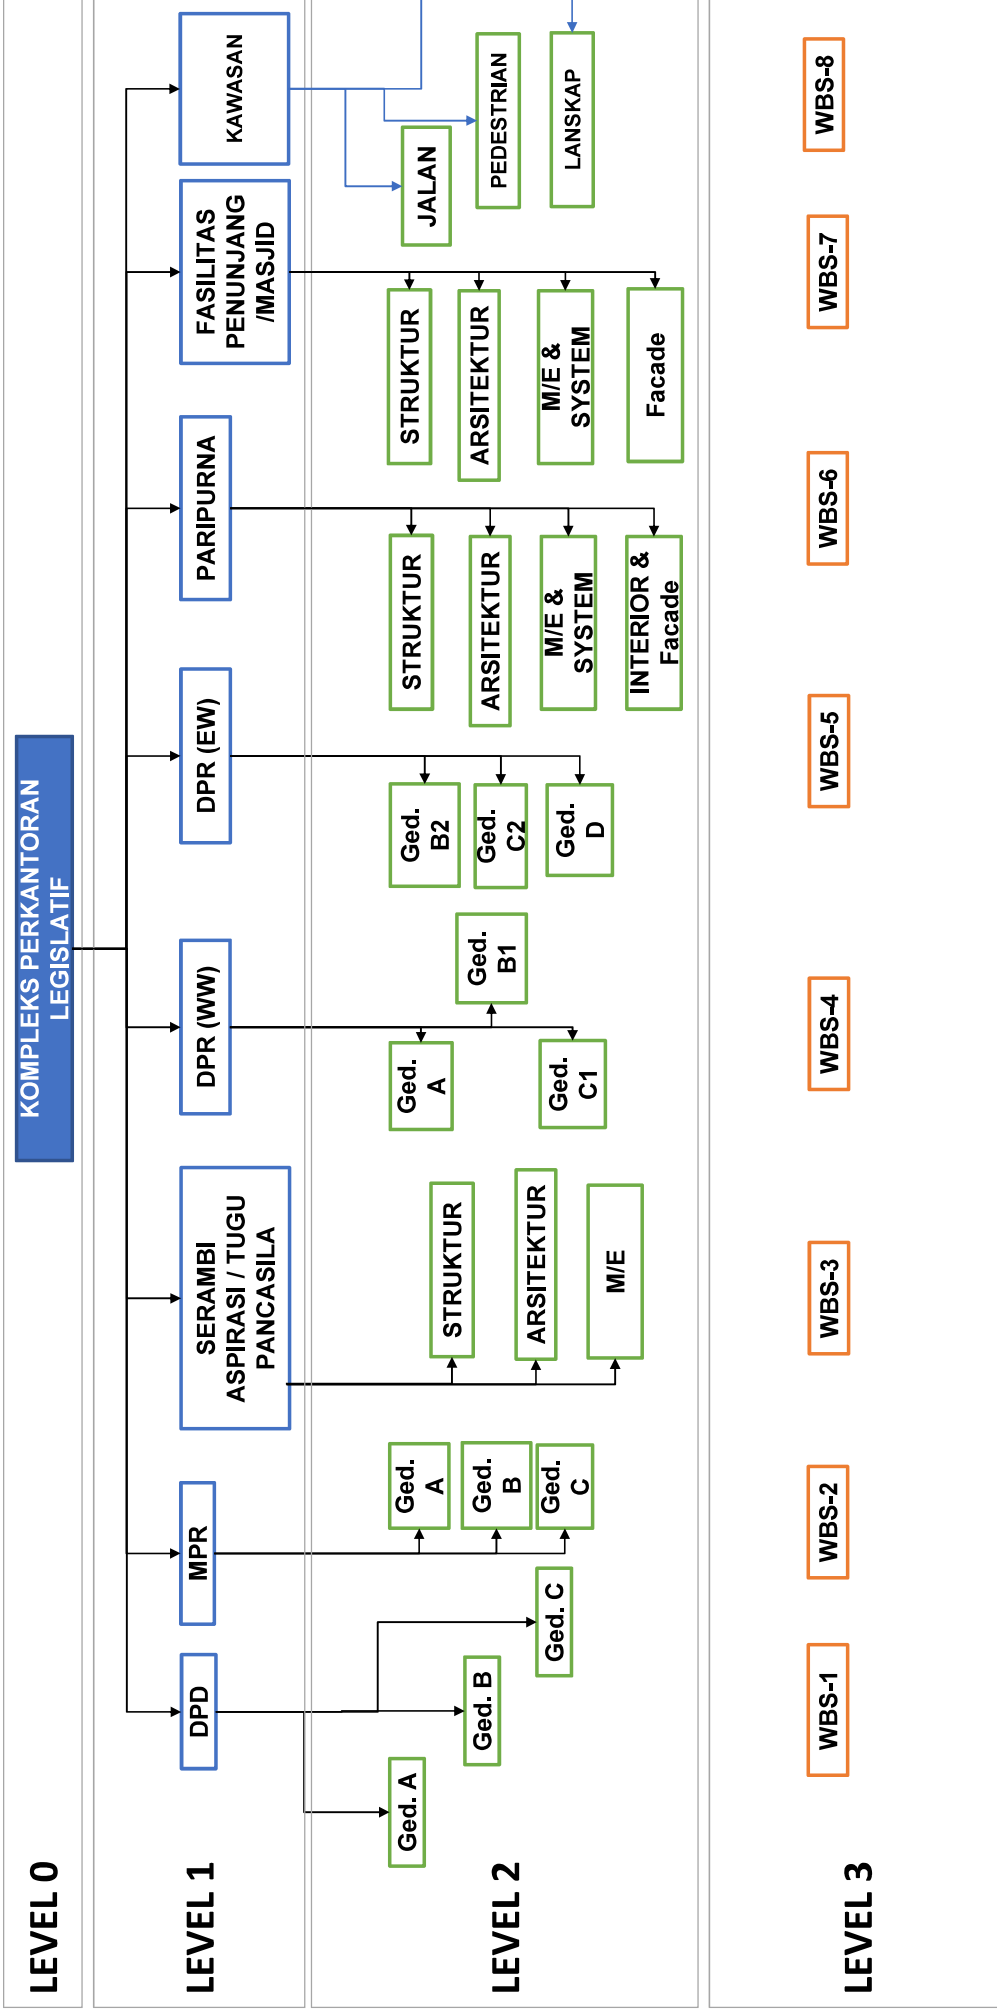 LEVEL 0
KOMPLEKS PERKANTORAN
LEGISLATIF
LEVEL 1
DPD
MPR
SERAMBI
ASPIRASI / TUGU
PANCASILA
DPR (WW)
DPR (EW)
PARIPURNA
FASILITAS
PENUNJANG
/MASJID
KAWASAN
LEVEL 2
Ged. A
Ged. B
Ged. C
Ged.
A
Ged.
B
Ged.
C
STRUKTUR
ARSITEKTUR
M/E
Ged.
A
Ged.
B1
Ged.
C1
Ged.
B2
Ged.
C2
Ged.
D
STRUKTUR
ARSITEKTUR
M/E &
SYSTEM
INTERIOR &
Facade
STRUKTUR
ARSITEKTUR
M/E &
SYSTEM
Facade
JALAN
PEDESTRIAN
LANSKAP
LEVEL 3
WBS-1
WBS-2
WBS-3
WBS-4
WBS-5
WBS-6
WBS-7
WBS-8